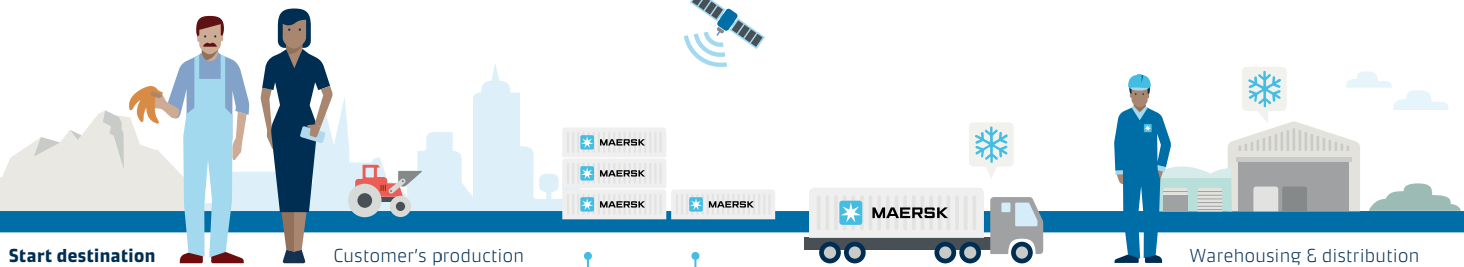 MAERSK
MAERSK
MAERSK
MAERSK
MAERSK
Start destination
Customer's production
Warehousing & distribution